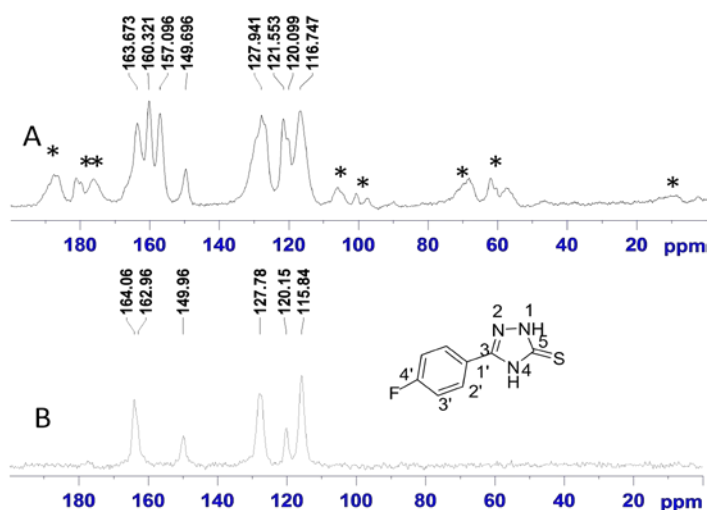 163.673
160.321
157.096
149.696
127.941
121.553
120.099
116.747
A
* ** * * * * *
180 160 140 120 100 80 60 40 20 ppm
164.06
162.96
149.96
127.78
120.15
115.84
B
2 1
N NH
3 5 S
1' N4
4' H
F 2'
3'
180 160 140 120 100 80 60 40 20 ppm